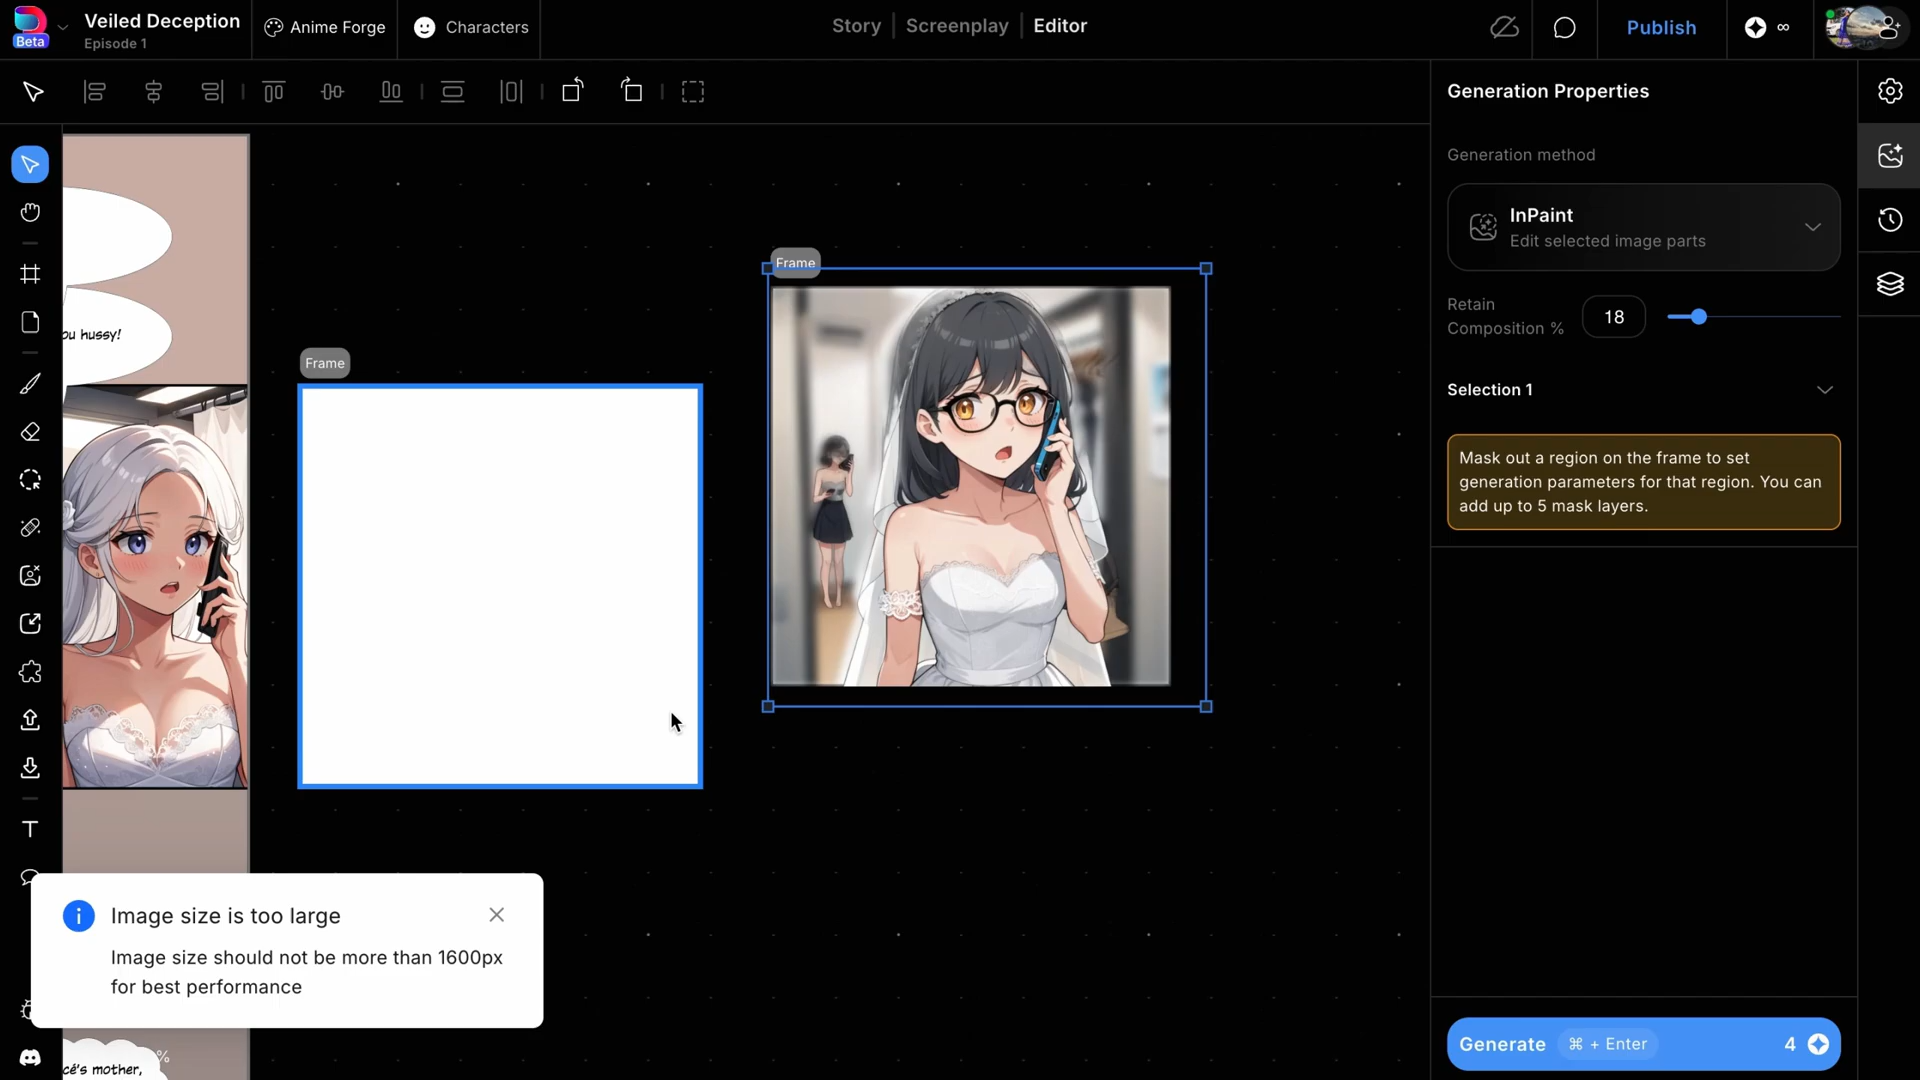 Beta
Veiled Deception
Episode 1
Anime Forge
Characters
Story
Screenplay
Editor
Publish
∞
Generation Properties
Generation method
InPaint
Edit selected image parts
Retain
Composition %
18
Selection 1
Mask out a region on the frame to set
generation parameters for that region. You can
add up to 5 mask layers.
Frame
Frame
ou hussy!
T
Image size is too large
Image size should not be more than 1600px
for best performance
%
cé's mother,
Generate
⌘ + Enter
4